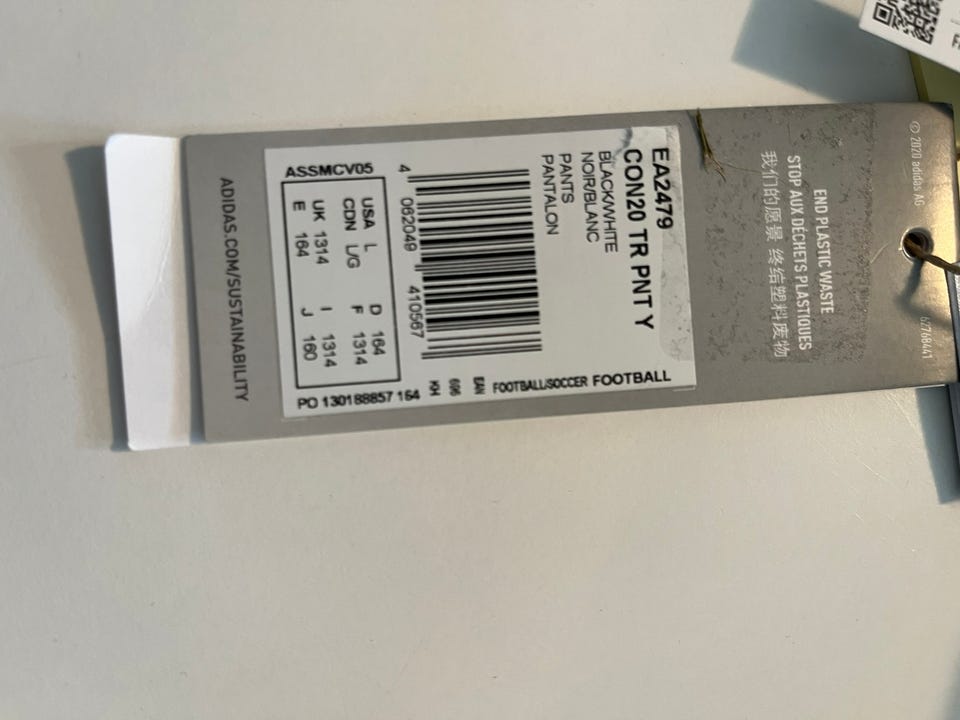 © 2020 adidas AG
62768441
END PLASTIC WASTE
STOP AUX DÉCHETS PLASTIQUES
我们的愿景 终结塑料废物
EA2479
CON20 TR PNT Y
BLACK/WHITE
NOIR/BLANC
PANTS
PANTALON
FOOTBALL/SOCCER FOOTBALL
EAN
696
KH
4 062049 410567
USA L D 164
CDN L/G F 1314
UK 1314 I 1314
E 164 J 160
ASSMCV05
PO 130188857 164
ADIDAS.COM/SUSTAINABILITY